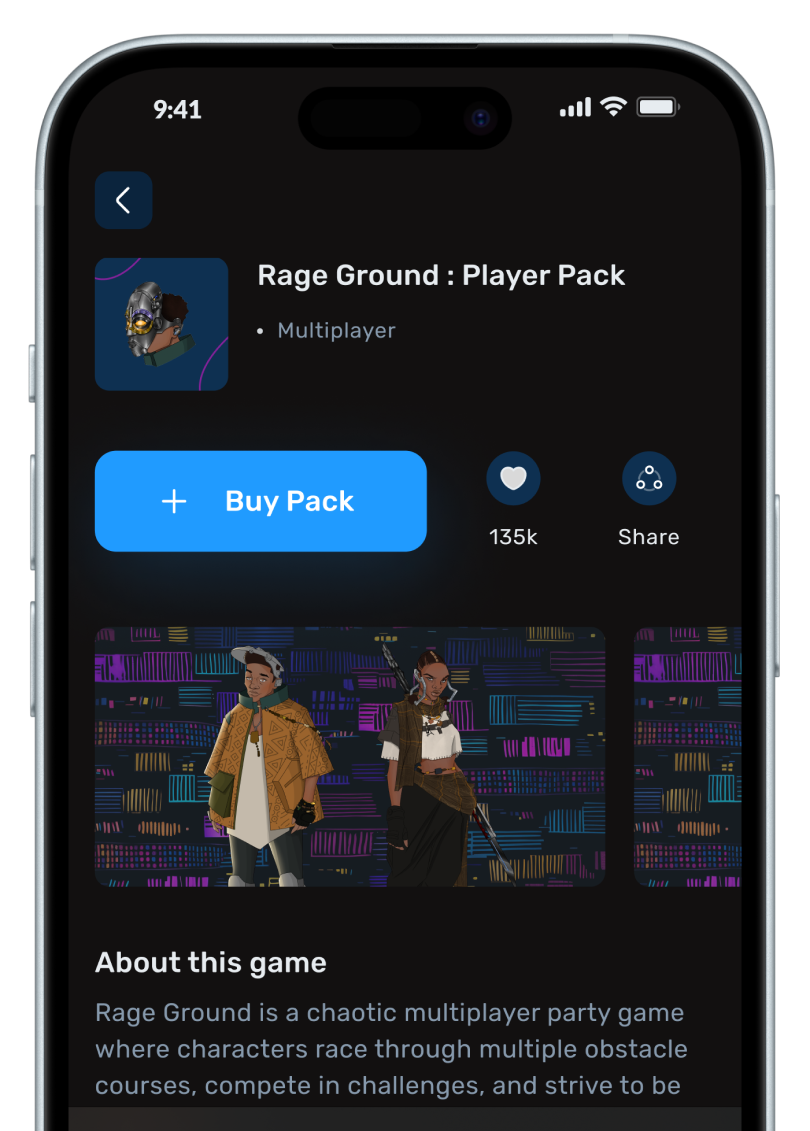 9:41
Rage Ground : Player Pack
• Multiplayer
+ Buy Pack
135k
Share
About this game
Rage Ground is a chaotic multiplayer party game
where characters race through multiple obstacle
courses, compete in challenges, and strive to be